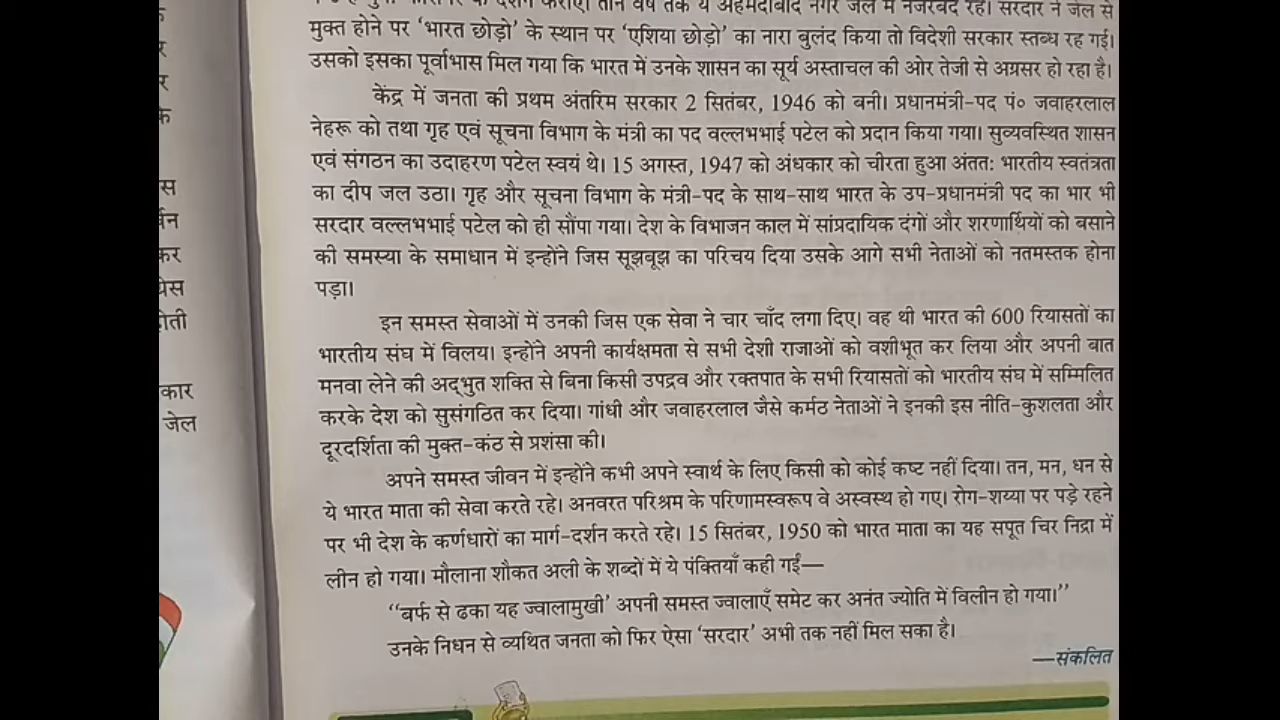 तीन वर्ष तक ये अहमदाबाद नगर जेल में नजरबंद रहे। सरदार ने जेल से
मुक्त होने पर ‘भारत छोड़ो’ के स्थान पर ‘एशिया छोड़ो’ का नारा बुलंद किया तो विदेशी सरकार स्तब्ध रह गई।
उसको इसका पूर्वाभास मिल गया कि भारत में उनके शासन का सूर्य अस्ताचल की ओर तेजी से अग्रसर हो रहा है।
केंद्र में जनता की प्रथम अंतरिम सरकार 2 सितंबर, 1946 को बनी। प्रधानमंत्री-पद पं० जवाहरलाल
नेहरू को तथा गृह एवं सूचना विभाग के मंत्री का पद वल्लभभाई पटेल को प्रदान किया गया। सुव्यवस्थित शासन
एवं संगठन का उदाहरण पटेल स्वयं थे। 15 अगस्त, 1947 को अंधकार को चीरता हुआ अंतत: भारतीय स्वतंत्रता
का दीप जल उठा। गृह और सूचना विभाग के मंत्री-पद के साथ-साथ भारत के उप-प्रधानमंत्री पद का भार भी
सरदार वल्लभभाई पटेल को ही सौंपा गया। देश के विभाजन काल में सांप्रदायिक दंगों और शरणार्थियों को बसाने
की समस्या के समाधान में इन्होंने जिस सूझबूझ का परिचय दिया उसके आगे सभी नेताओं को नतमस्तक होना
पड़ा।
इन समस्त सेवाओं में उनकी जिस एक सेवा ने चार चाँद लगा दिए। वह थी भारत की 600 रियासतों का
भारतीय संघ में विलय। इन्होंने अपनी कार्यक्षमता से सभी देशी राजाओं को वशीभूत कर लिया और अपनी बात
मनवा लेने की अद्‌भुत शक्ति से बिना किसी उपद्रव और रक्तपात के सभी रियासतों को भारतीय संघ में सम्मिलित
करके देश को सुसंगठित कर दिया। गांधी और जवाहरलाल जैसे कर्मठ नेताओं ने इनकी इस नीति-कुशलता और
दूरदर्शिता की मुक्त-कंठ से प्रशंसा की।
अपने समस्त जीवन में इन्होंने कभी अपने स्वार्थ के लिए किसी को कोई कष्ट नहीं दिया। तन, मन, धन से
ये भारत माता की सेवा करते रहे। अनवरत परिश्रम के परिणामस्वरूप वे अस्वस्थ हो गए। रोग-शय्या पर पड़े रहने
पर भी देश के कर्णधारों का मार्ग-दर्शन करते रहे। 15 सितंबर, 1950 को भारत माता का यह सपूत चिर निद्रा में
लीन हो गया। मौलाना शौकत अली के शब्दों में ये पंक्तियाँ कही गईं—
“बर्फ से ढका यह ज्वालामुखी’ अपनी समस्त ज्वालाएँ समेट कर अनंत ज्योति में विलीन हो गया।”
उनके निधन से व्यथित जनता को फिर ऐसा ‘सरदार’ अभी तक नहीं मिल सका है।
—संकलित
कार
जेल